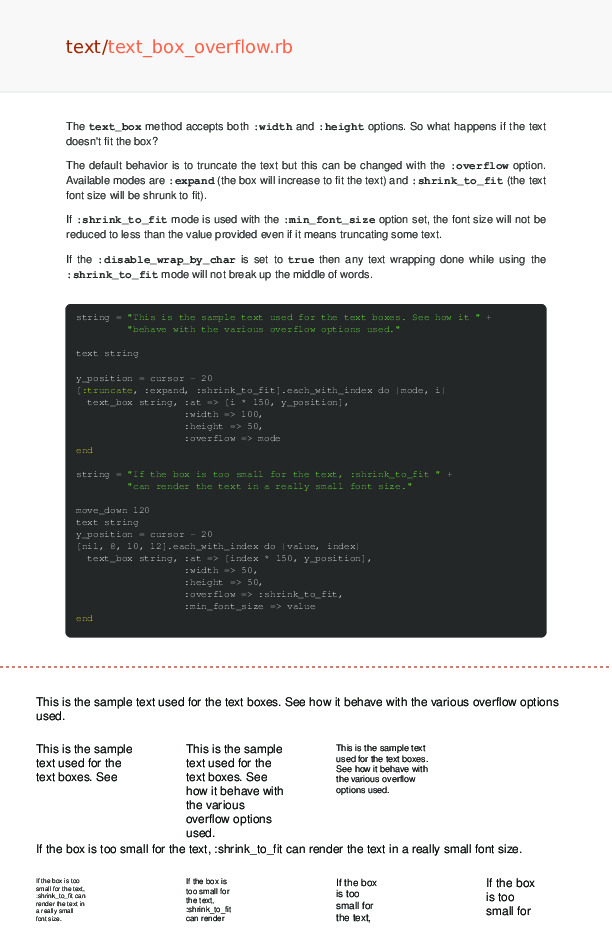 text/text_box_overflow.rb
The text_box method accepts both :width and :height options. So what happens if the text
doesn't fit the box?
The default behavior is to truncate the text but this can be changed with the :overflow option.
Available modes are :expand (the box will increase to fit the text) and :shrink_to_fit (the text
font size will be shrunk to fit).
If :shrink_to_fit mode is used with the :min_font_size option set, the font size will not be
reduced to less than the value provided even if it means truncating some text.
If the :disable_wrap_by_char is set to true then any text wrapping done while using the
:shrink_to_fit mode will not break up the middle of words.
string = "This is the sample text used for the text boxes. See how it " +
"behave with the various overflow options used."
text string
y_position = cursor - 20
[:truncate, :expand, :shrink_to_fit].each_with_index do |mode, i|
text_box string, :at => [i * 150, y_position],
:width => 100,
:height => 50,
:overflow => mode
end
string = "If the box is too small for the text, :shrink_to_fit " +
"can render the text in a really small font size."
move_down 120
text string
y_position = cursor - 20
[nil, 8, 10, 12].each_with_index do |value, index|
text_box string, :at => [index * 150, y_position],
:width => 50,
:height => 50,
:overflow => :shrink_to_fit,
:min_font_size => value
end
This is the sample text used for the text boxes. See how it behave with the various overflow options
used.
This is the sample
text used for the
text boxes. See
This is the sample
text used for the
text boxes. See
how it behave with
the various
overflow options
used.
This is the sample text
used for the text boxes.
See how it behave with
the various overflow
options used.
If the box is too small for the text, :shrink_to_fit can render the text in a really small font size.
If the box is too
small for the text,
:shrink_to_fit can
render the text in
a really small
font size.
If the box is
too small for
the text,
:shrink_to_fit
can render
If the box
is too
small for
the text,
If the box
is too
small for